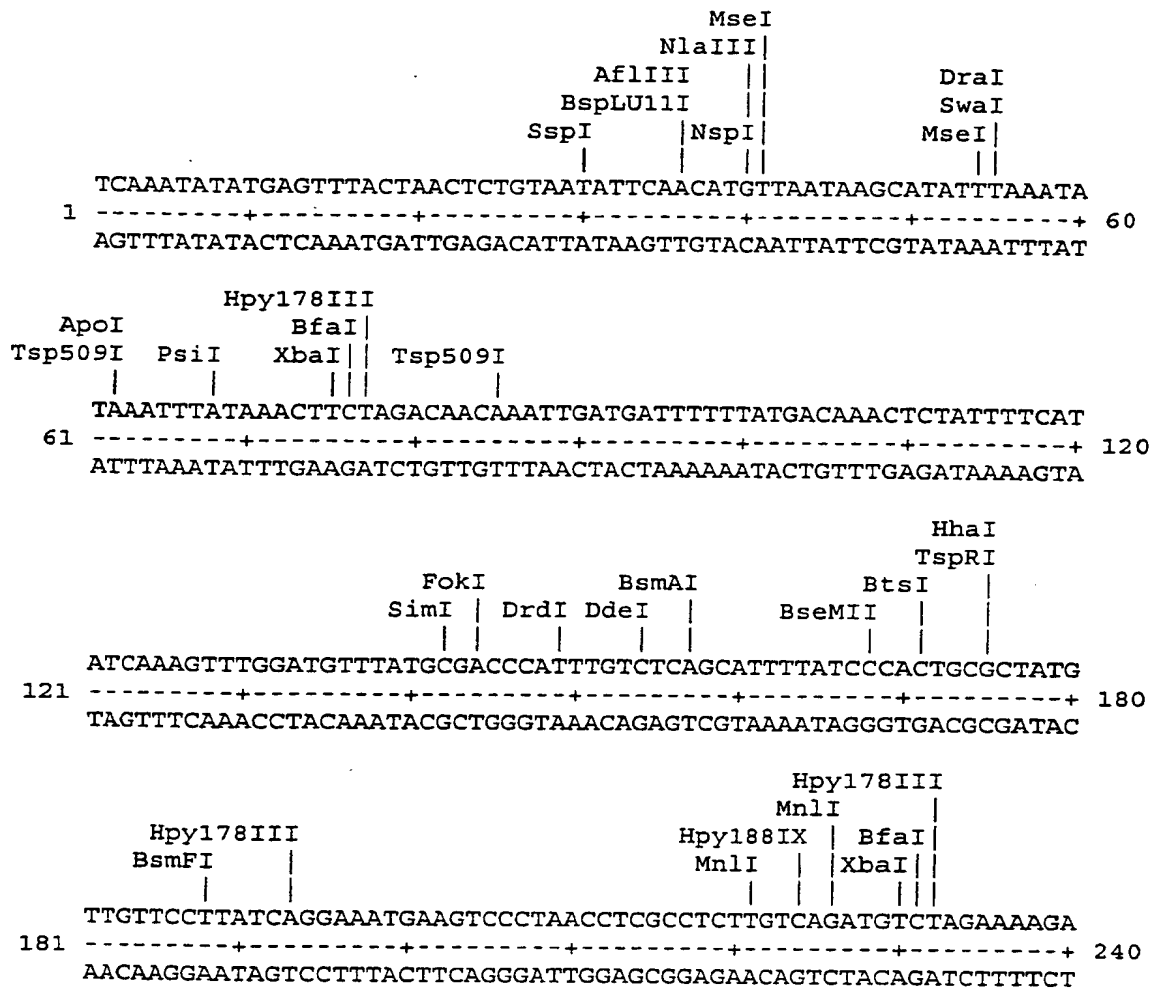 MseI
NlaIII|
AflIII || DraI
BspLU11I || SwaI
SspI |NspI|| MseI|
TCAAATATATGAGTTTACTAACTCTGTAATATTCAACATGTTAATAAGCATATTTAAATA
1 ---------+---------+---------+---------+---------+---------+ 60
AGTTTATATACTCAAATGATTGAGACATTATAAGTTGTACAATTATTCGTATAAATTTAT
Hpy178III
ApoI BfaI|
Tsp509I PsiI XbaI|| Tsp509I
TAAATTTATAAACTTCTAGACAACAAATTGATGATTTTTTATGACAAACTCTATTTTCAT
61 ---------+---------+---------+---------+---------+---------+ 120
ATTTAAATATTTGAAGATCTGTTGTTTAACTACTAAAAAATACTGTTTGAGATAAAAGTA
HhaI
TspRI
FokI BsmAI BtsI |
SimI | DrdI DdeI | BseMII | |
ATCAAAGTTTGGATGTTTATGCGACCCATTTGTCTCAGCATTTTATCCCACTGCGCTATG
121 ---------+---------+---------+---------+---------+---------+ 180
TAGTTTCAAACCTACAAATACGCTGGGTAAACAGAGTCGTAAAATAGGGTGACGCGATAC
Hpy178III
MnlI |
Hpy178III Hpy188IX | BfaI|
BsmFI | MnlI | | XbaI||
TTGTTCCTTATCAGGAAATGAAGTCCCTAACCTCGCCTCTTGTCAGATGTCTAGAAAAGA
181 ---------+---------+---------+---------+---------+---------+ 240
AACAAGGAATAGTCCTTTACTTCAGGGATTGGAGCGGAGAACAGTCTACAGATCTTTTCT